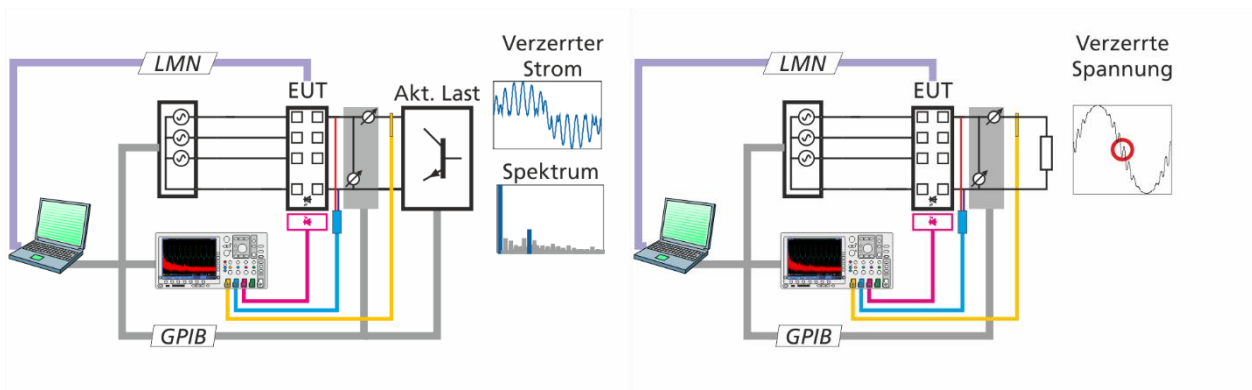 LMN
EUT
Akt. Last
Verzerrter
Strom
Spektrum
GPIB
LMN
EUT
Verzerrte
Spannung
GPIB